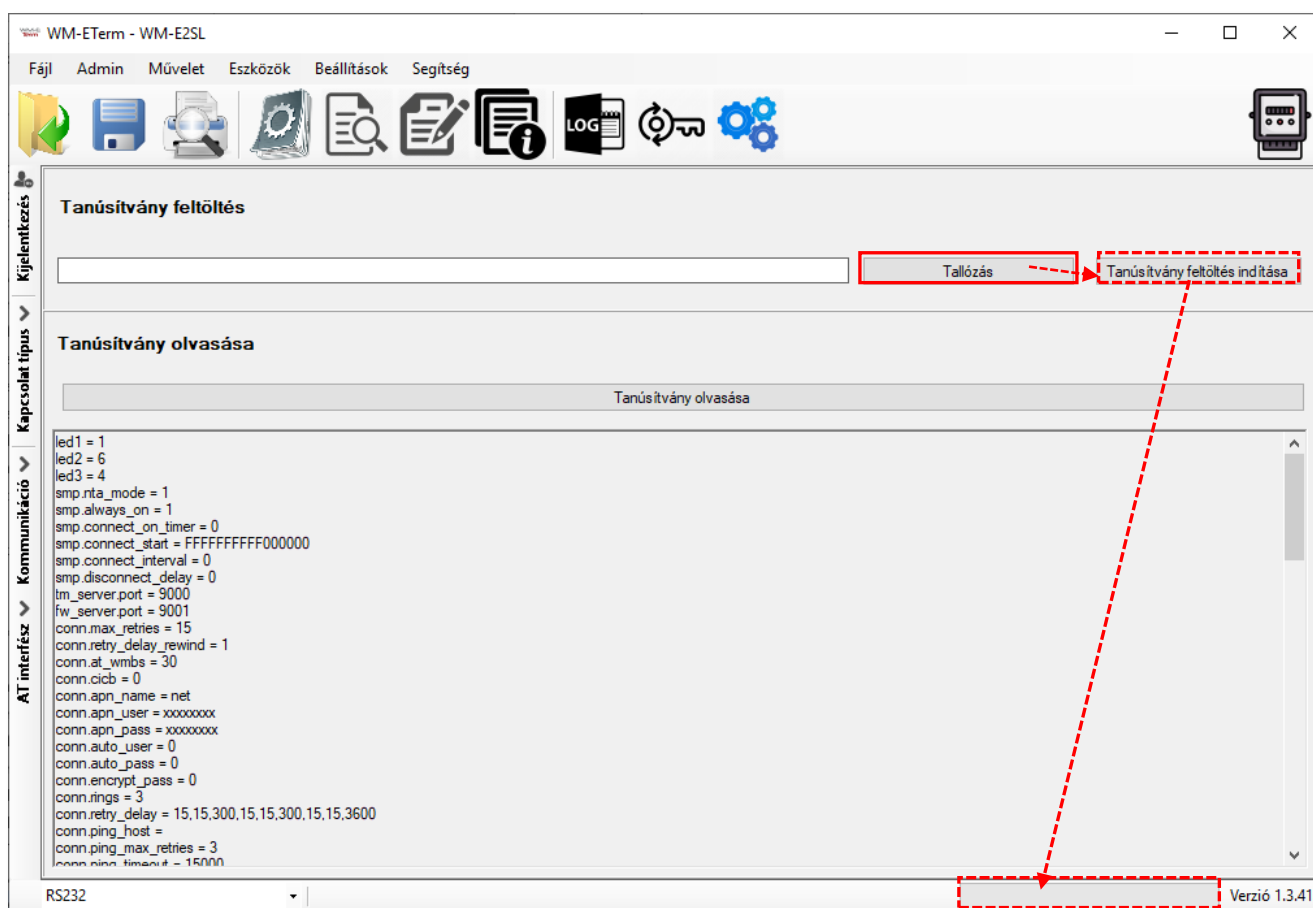 WM-ETerm - WM-E2SL
Fájl Admin Művelet Eszközök Beállítások Segítség
LOG
Kijelentkezés
Kapcsolat típus
Kommunikáció
AT interfész
Tanúsítvány feltöltés
Tallózás Tanúsítvány feltöltés indítása
Tanúsítvány olvasása
Tanúsítvány olvasása
led1 = 1
led2 = 6
led3 = 4
smp.nta_mode = 1
smp.always_on = 1
smp.connect_on_timer = 0
smp.connect_start = FFFFFFFFFF000000
smp.connect_interval = 0
smp.disconnect_delay = 0
tm_server.port = 9000
fw_server.port = 9001
conn.max_retries = 15
conn.retry_delay_rewind = 1
conn.at_wmbs = 30
conn.cicb = 0
conn.apn_name = net
conn.apn_user = xxxxxxxx
conn.apn_pass = xxxxxxxx
conn.auto_user = 0
conn.auto_pass = 0
conn.encrypt_pass = 0
conn.rings = 3
conn.retry_delay = 15,15,300,15,15,300,15,15,3600
conn.ping_host =
conn.ping_max_retries = 3
conn.ping_timeout = 15000
RS232 Verzió 1.3.41